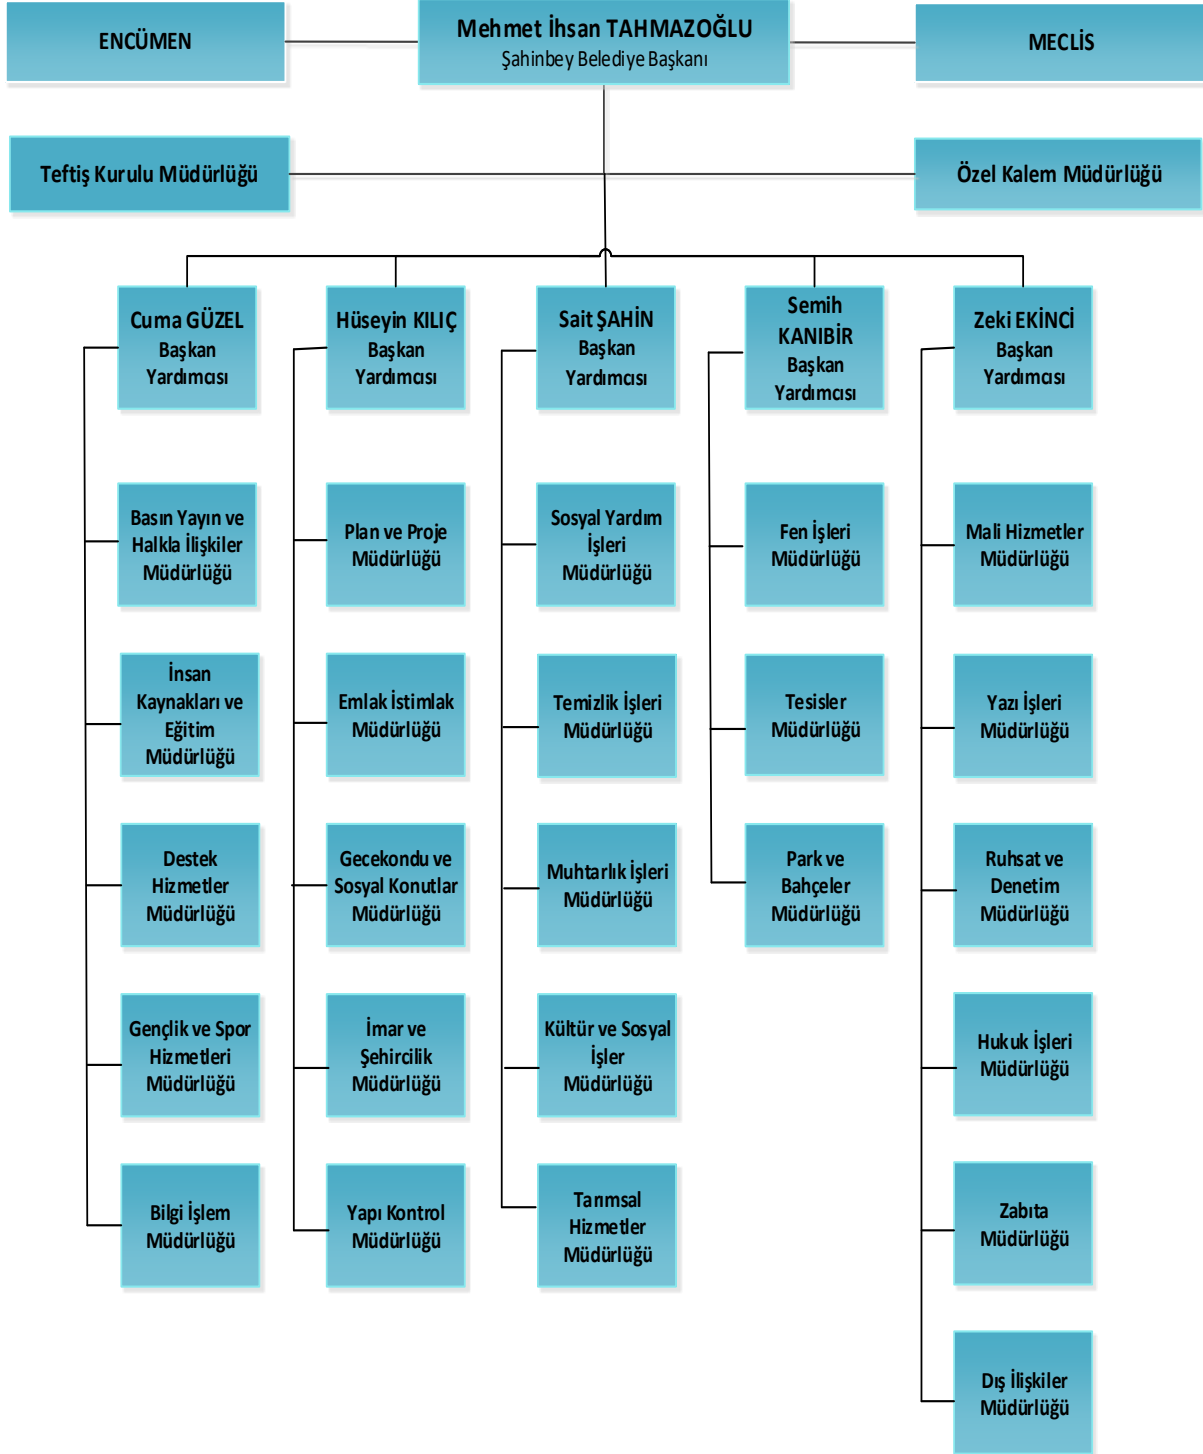 ENCÜMEN
Mehmet İhsan TAHMAZOĞLU
Şahinbey Belediye Başkanı
MECLİS
Teftiş Kurulu Müdürlüğü
Özel Kalem Müdürlüğü
Cuma GÜZEL
Başkan
Yardımcısı
Hüseyin KILIÇ
Başkan
Yardımcısı
Sait ŞAHİN
Başkan
Yardımcısı
Semih
KANIBİR
Başkan
Yardımcısı
Zeki EKİNCİ
Başkan
Yardımcısı
Basın Yayın ve
Halkla İlişkiler
Müdürlüğü
Plan ve Proje
Müdürlüğü
Sosyal Yardım
İşleri
Müdürlüğü
Fen İşleri
Müdürlüğü
Mali Hizmetler
Müdürlüğü
İnsan
Kaynakları ve
Eğitim
Müdürlüğü
Emlak İstimlak
Müdürlüğü
Temizlik İşleri
Müdürlüğü
Tesisler
Müdürlüğü
Yazı İşleri
Müdürlüğü
Destek
Hizmetler
Müdürlüğü
Gecekondu ve
Sosyal Konutlar
Müdürlüğü
Muhtarlık İşleri
Müdürlüğü
Park ve
Bahçeler
Müdürlüğü
Ruhsat ve
Denetim
Müdürlüğü
Gençlik ve Spor
Hizmetleri
Müdürlüğü
İmar ve
Şehircilik
Müdürlüğü
Kültür ve Sosyal
İşler
Müdürlüğü
Hukuk İşleri
Müdürlüğü
Bilgi İşlem
Müdürlüğü
Yapı Kontrol
Müdürlüğü
Tarımsal
Hizmetler
Müdürlüğü
Zabıta
Müdürlüğü
Dış İlişkiler
Müdürlüğü